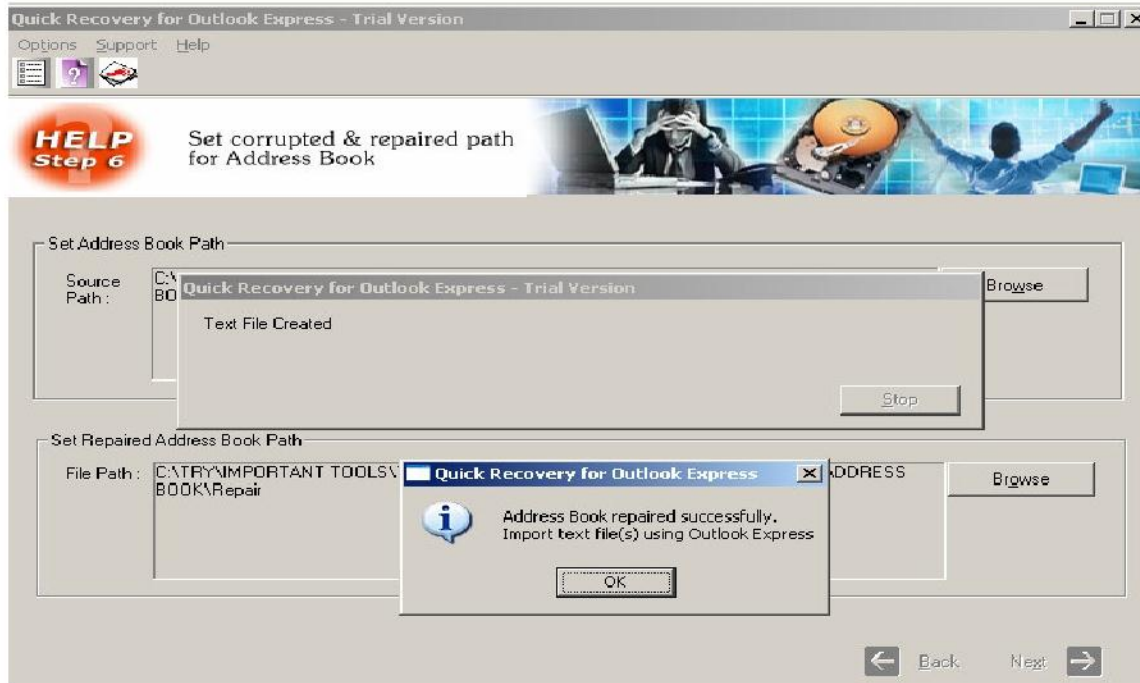 Quick Recovery for Outlook Express - Trial Version
Options Support Help
HELP
Step 6
Set corrupted & repaired path
for Address Book
Set Address Book Path
Source
Path :
C:\
BO
Browse
Quick Recovery for Outlook Express - Trial Version
Text File Created
Stop
Set Repaired Address Book Path
File Path :
C:\TRY\IMPORTANT TOOLS\
ADDRESS
BOOK\Repair
Browse
Quick Recovery for Outlook Express
Address Book repaired successfully.
Import text file(s) using Outlook Express
OK
Back
Next